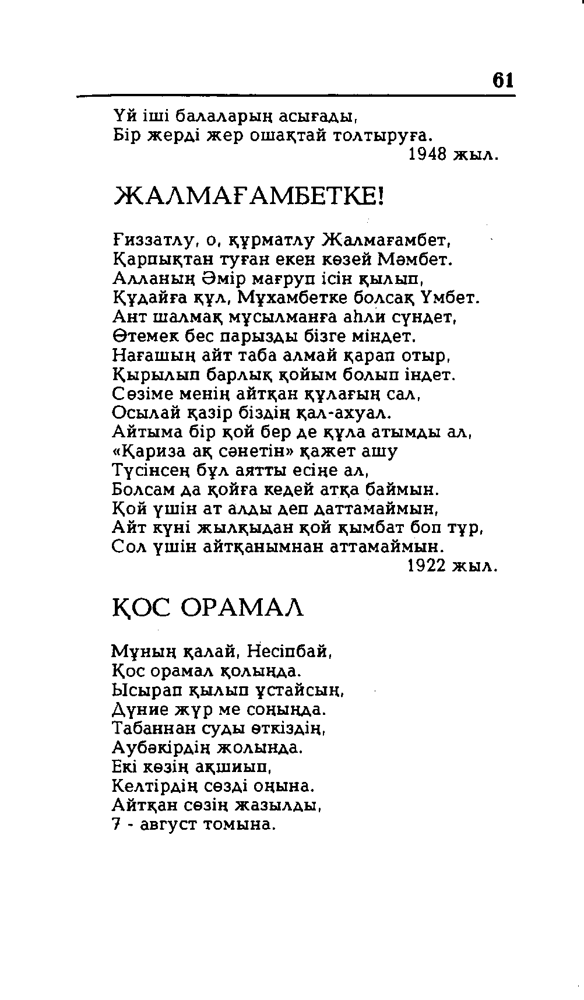 61
Үй іші балаларың асығады,
Бір жерді жер ошақтай толтыруға.
1948 жыл.
ЖАЛМАҒАМБЕТКЕ!
Ғиззатлу, о, құрматлу Жалмағамбет,
Қарпықтан туған екен көзей Мәмбет.
Алланың Әмір мағруп ісін қылып,
Құдайға құл, Мұхамбетке болсақ Үмбет.
Ант шалмақ мұсылманға аһли сүндет,
Өтемек бес парызды бізге міндет.
Нағашың айт таба алмай қарап отыр,
Қырылып барлық қойым болып індет.
Сөзіме менің айтқан құлағың сал,
Осылай қазір біздің қал-ахуал.
Айтыма бір қой бер де құла атымды ал,
«Қариза ақ сәнетін» қажет ашу
Түсінсең бұл аятты есіңе ал,
Болсам да қойға кедей атқа баймын.
Қой үшін ат алды деп даттамаймын,
Айт күні жылқыдан қой қымбат боп тұр,
Сол үшін айтқанымнан аттамаймын.
1922 жыл.
ҚОС ОРАМАЛ
Мұның қалай, Несіпбай,
Қос орамал қолыңда.
Ысырап қылып ұстайсың,
Дүние жүр ме соңыңда.
Табаннан суды өткіздің,
Аубәкірдің жолында.
Екі көзің ақшиып,
Келтірдің сөзді оңына.
Айтқан сөзің жазылды,
7 - август томына.